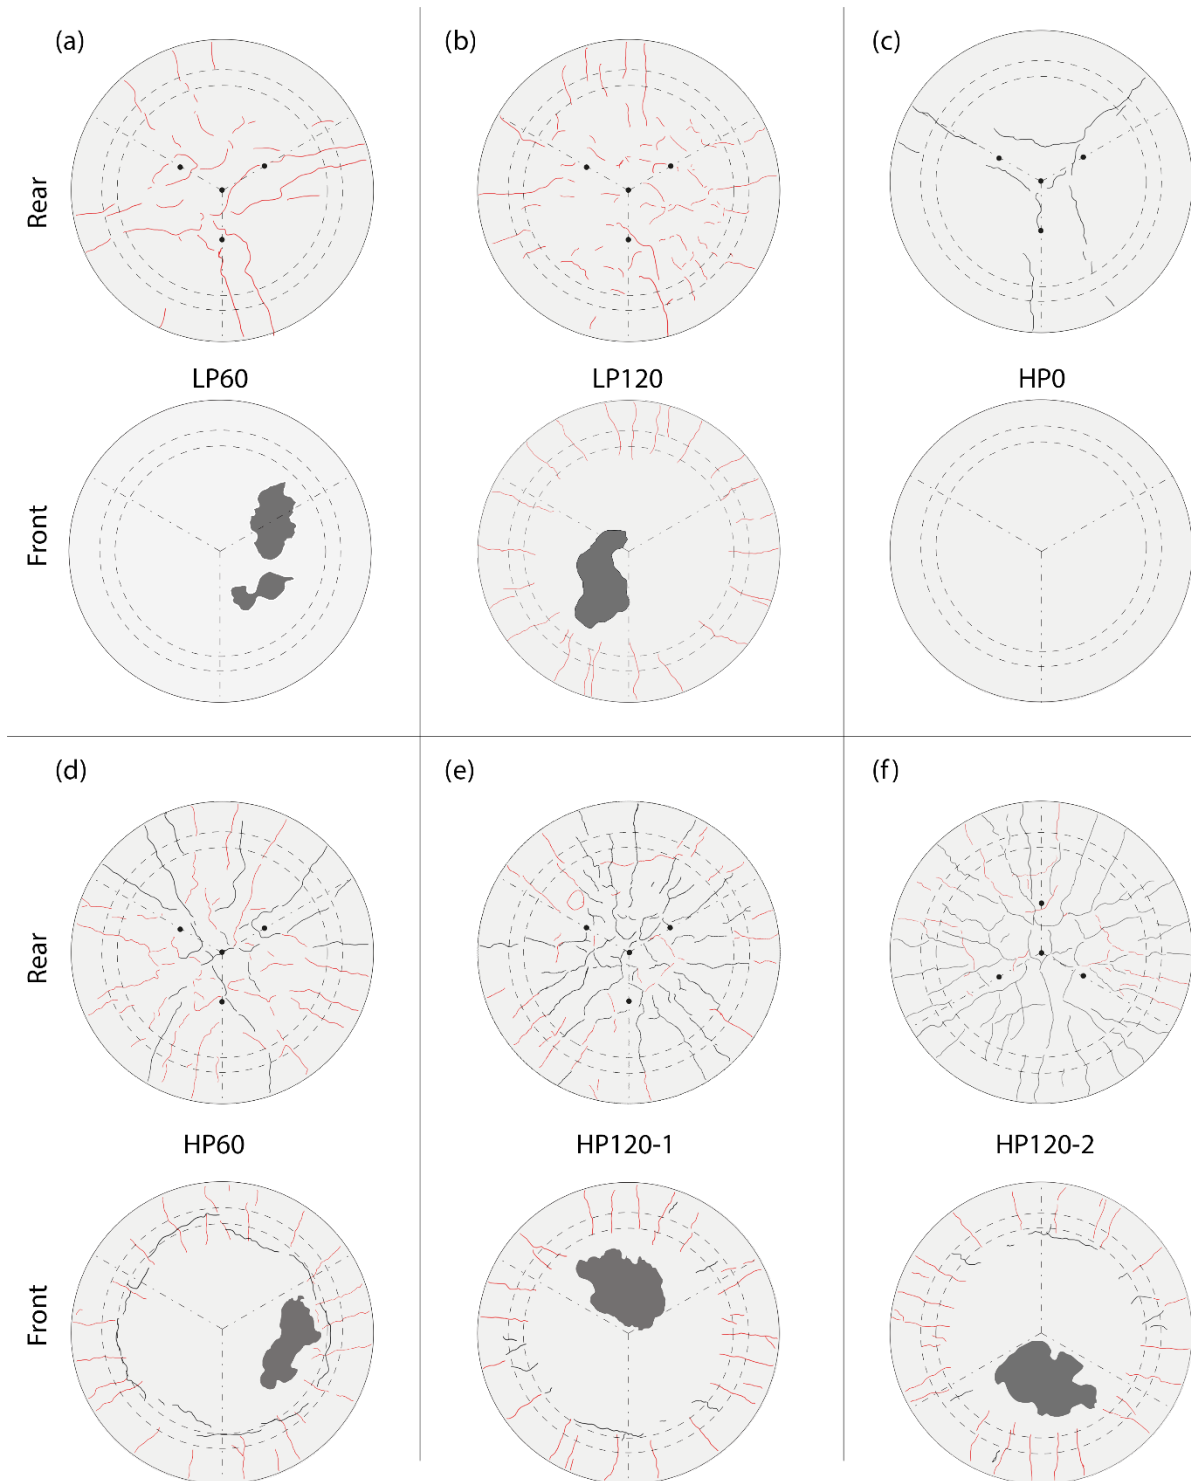 (a)
(b)
(c)
Rear
LP60
LP120
HP0
Front
(d)
(e)
(f)
Rear
HP60
HP120-1
HP120-2
Front